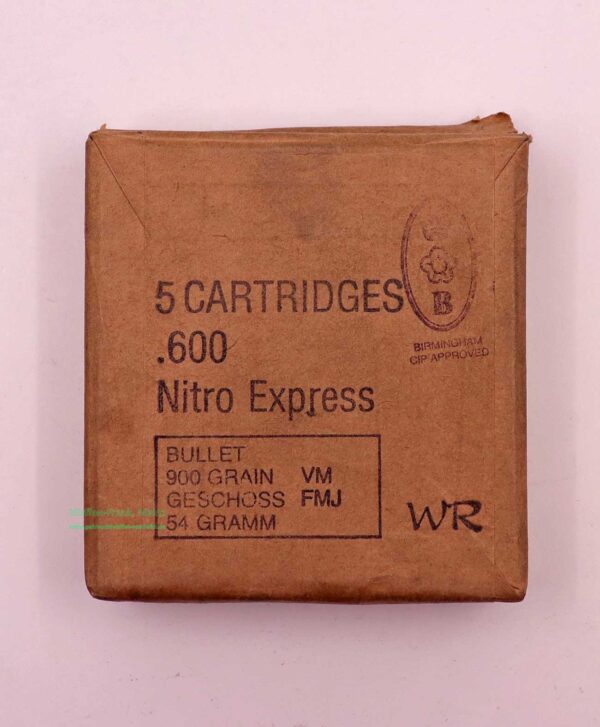 5 CARTRIDGES
.600
Nitro Express
B
BIRMINGHAM
CIP APPROVED
BULLET
900 GRAIN VM
GESCHOSS FMJ
54 GRAMM
WR